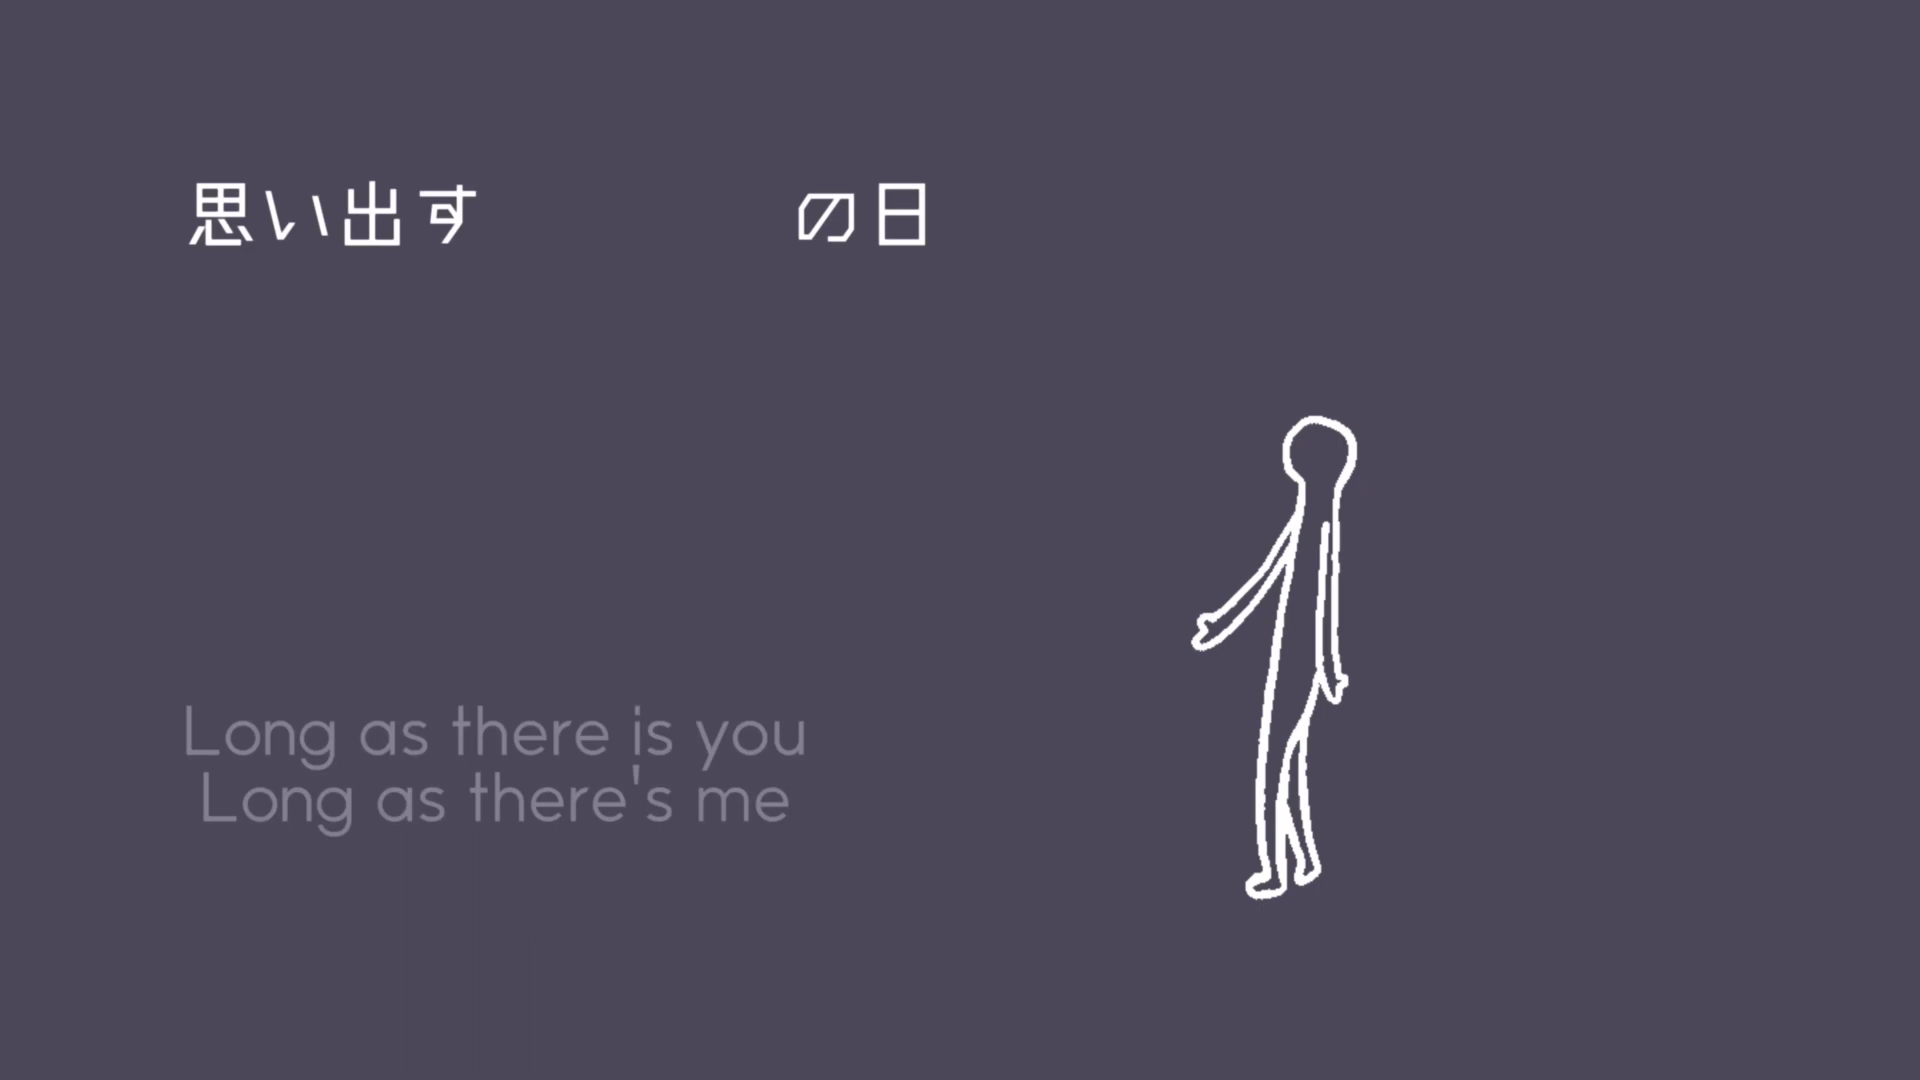 思い出す　　　　の日
Long as there is you
Long as there's me